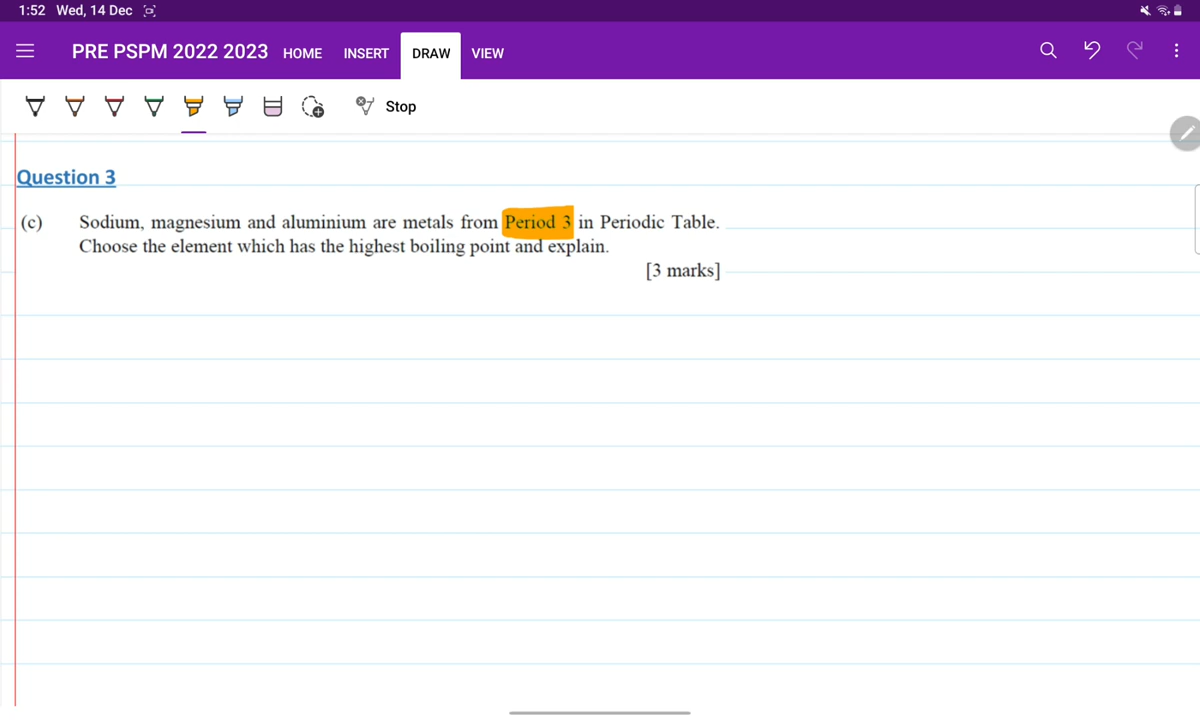 1:52 Wed, 14 Dec
PRE PSPM 2022 2023 HOME INSERT DRAW VIEW
Stop
Question 3
(c) Sodium, magnesium and aluminium are metals from Period 3 in Periodic Table.
Choose the element which has the highest boiling point and explain.
[3 marks]